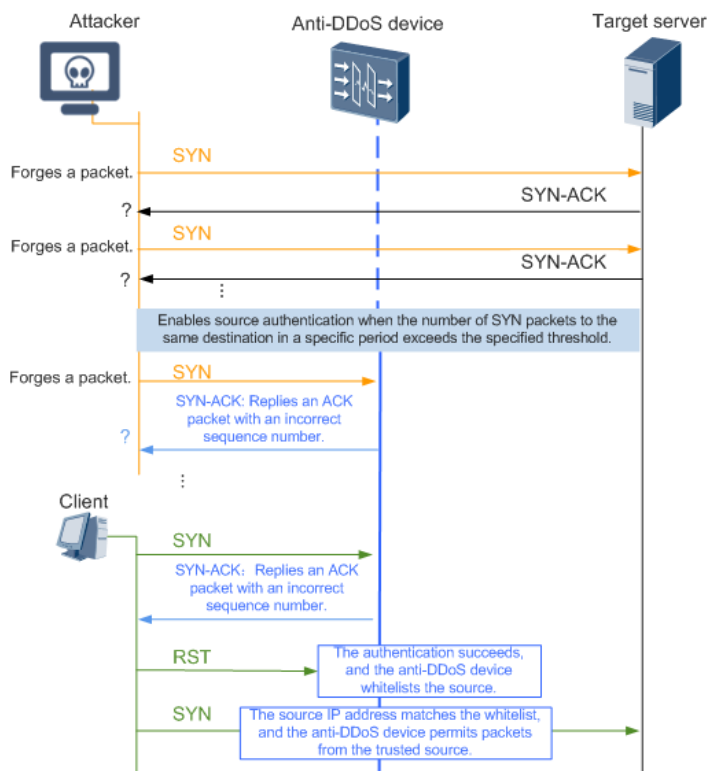 Attacker
Anti-DDoS device
Target server
SYN
Forges a packet.
SYN-ACK
?
SYN
Forges a packet.
SYN-ACK
?
...
Enables source authentication when the number of SYN packets to the
same destination in a specific period exceeds the specified threshold.
SYN
Forges a packet.
SYN-ACK: Replies an ACK
packet with an incorrect
sequence number.
?
...
Client
SYN
SYN-ACK：Replies an ACK
packet with an incorrect
sequence number.
RST
The authentication succeeds,
and the anti-DDoS device
whitelists the source.
SYN
The source IP address matches the whitelist,
and the anti-DDoS device permits packets
from the trusted source.